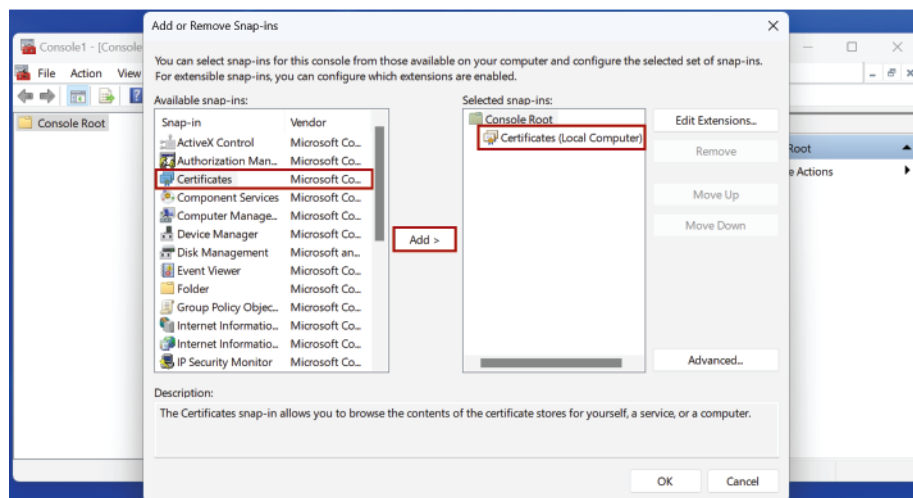 Add or Remove Snap-ins
Console1 - [Console
File Action View
Console Root
You can select snap-ins for this console from those available on your computer and configure the selected set of snap-ins.
For extensible snap-ins, you can configure which extensions are enabled.
Available snap-ins:
Selected snap-ins:
Snap-in Vendor
ActiveX Control Microsoft Co...
Authorization Man... Microsoft Co...
Certificates Microsoft Co...
Component Services Microsoft Co...
Computer Manage... Microsoft Co...
Device Manager Microsoft Co...
Disk Management Microsoft an...
Event Viewer Microsoft Co...
Folder Microsoft Co...
Group Policy Objec... Microsoft Co...
Internet Informatio... Microsoft Co...
Internet Informatio... Microsoft Co...
IP Security Monitor Microsoft Co...
Add >
Console Root
Certificates (Local Computer)
Edit Extensions...
Remove
Move Up
Move Down
Advanced...
Root
e Actions
Description:
The Certificates snap-in allows you to browse the contents of the certificate stores for yourself, a service, or a computer.
OK Cancel